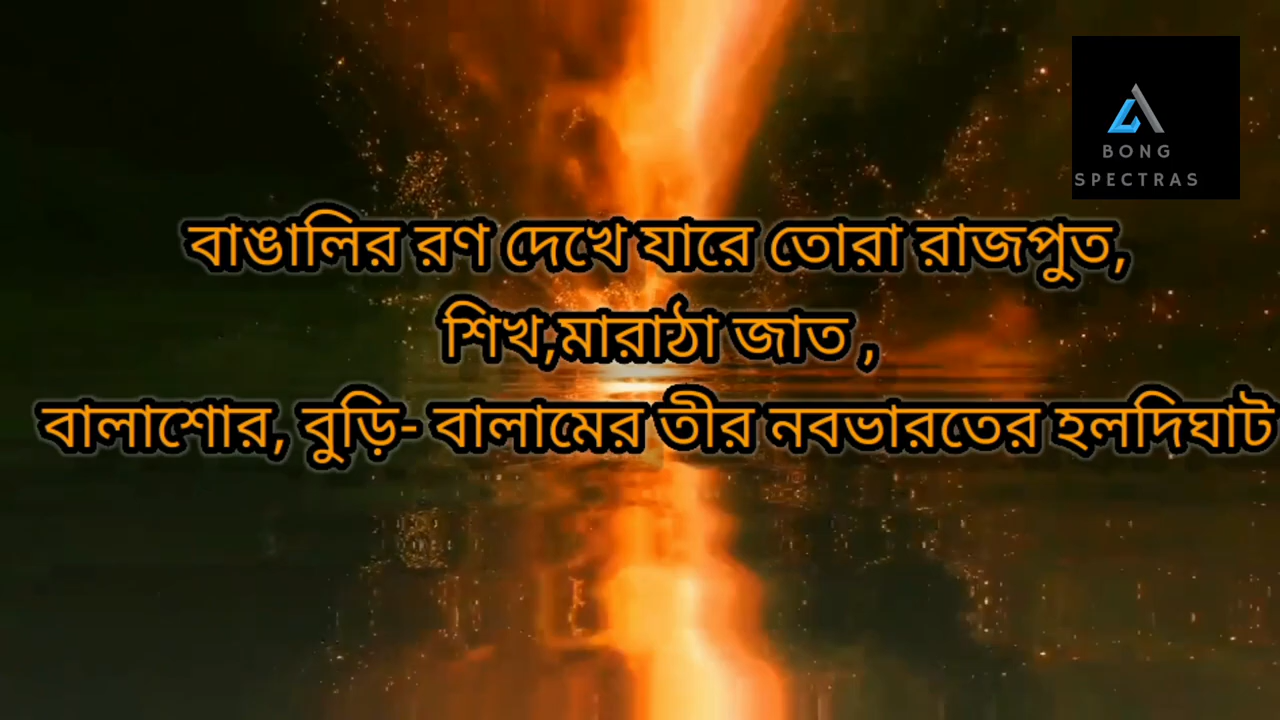 BONG
SPECTRAS
বাঙালির রণ দেখে যারে তোরা রাজপুত,
শিখ,মারাঠা জাত ,
বালাশোর, বুড়ি- বালামের তীর নবভারতের হলদিঘাট